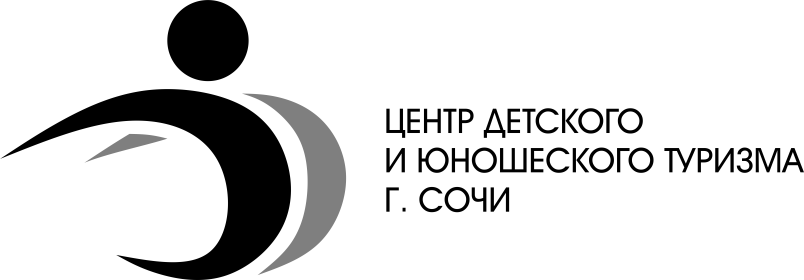 ЦЕНТР ДЕТСКОГО
И ЮНОШЕСКОГО ТУРИЗМА
Г. СОЧИ